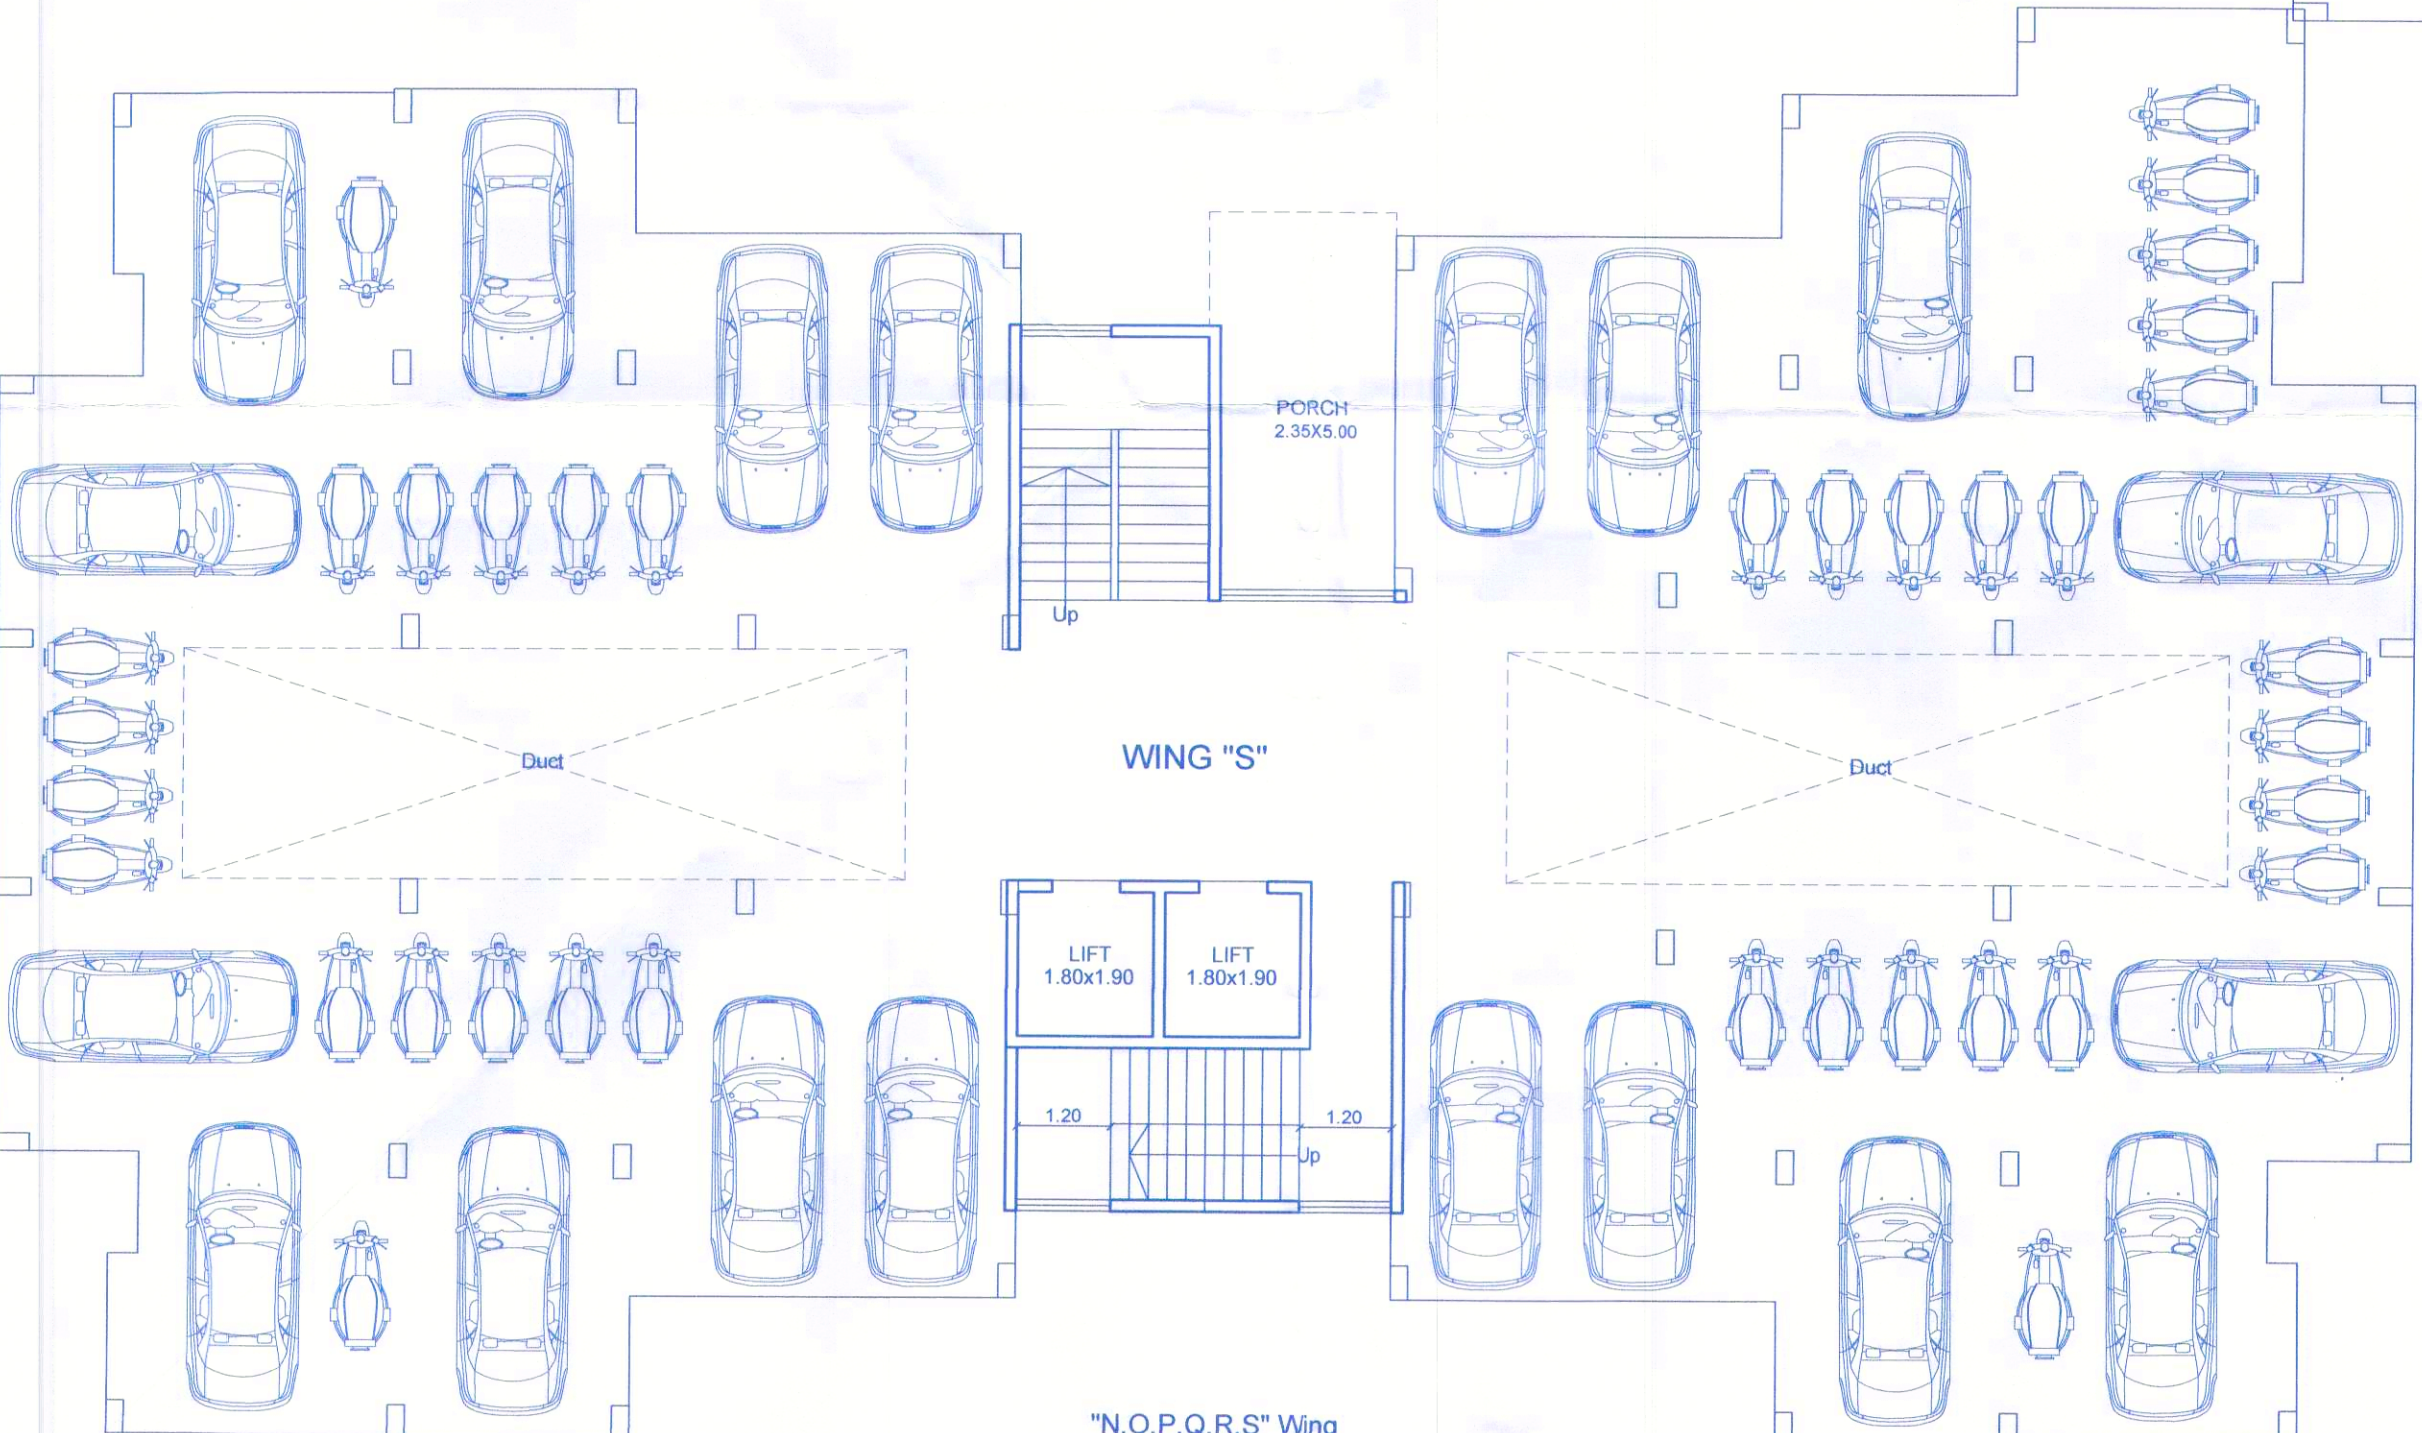 PORCH
2.35X5.00
Up
Duct
WING "S"
Duct
LIFT
1.80x1.90
LIFT
1.80x1.90
1.20
1.20
Up
"N,O,P,Q,R,S" Wing